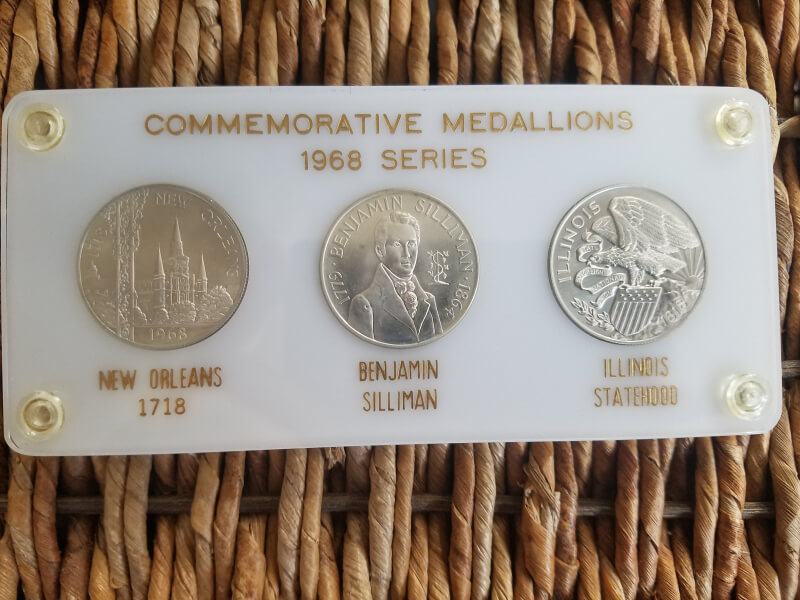 COMMEMORATIVE MEDALLIONS
1968 SERIES
1718 NEW ORLEANS
1968
1779 BENJAMIN SILLIMAN · 1864
ILLINOIS
NEW ORLEANS
1718
BENJAMIN
SILLIMAN
ILLINOIS
STATEHOOD